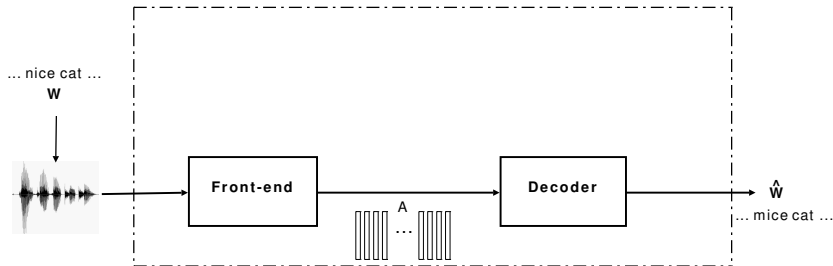 ... nice cat ...
W
Front-end
Decoder
A
...
Ŵ
... mice cat ...